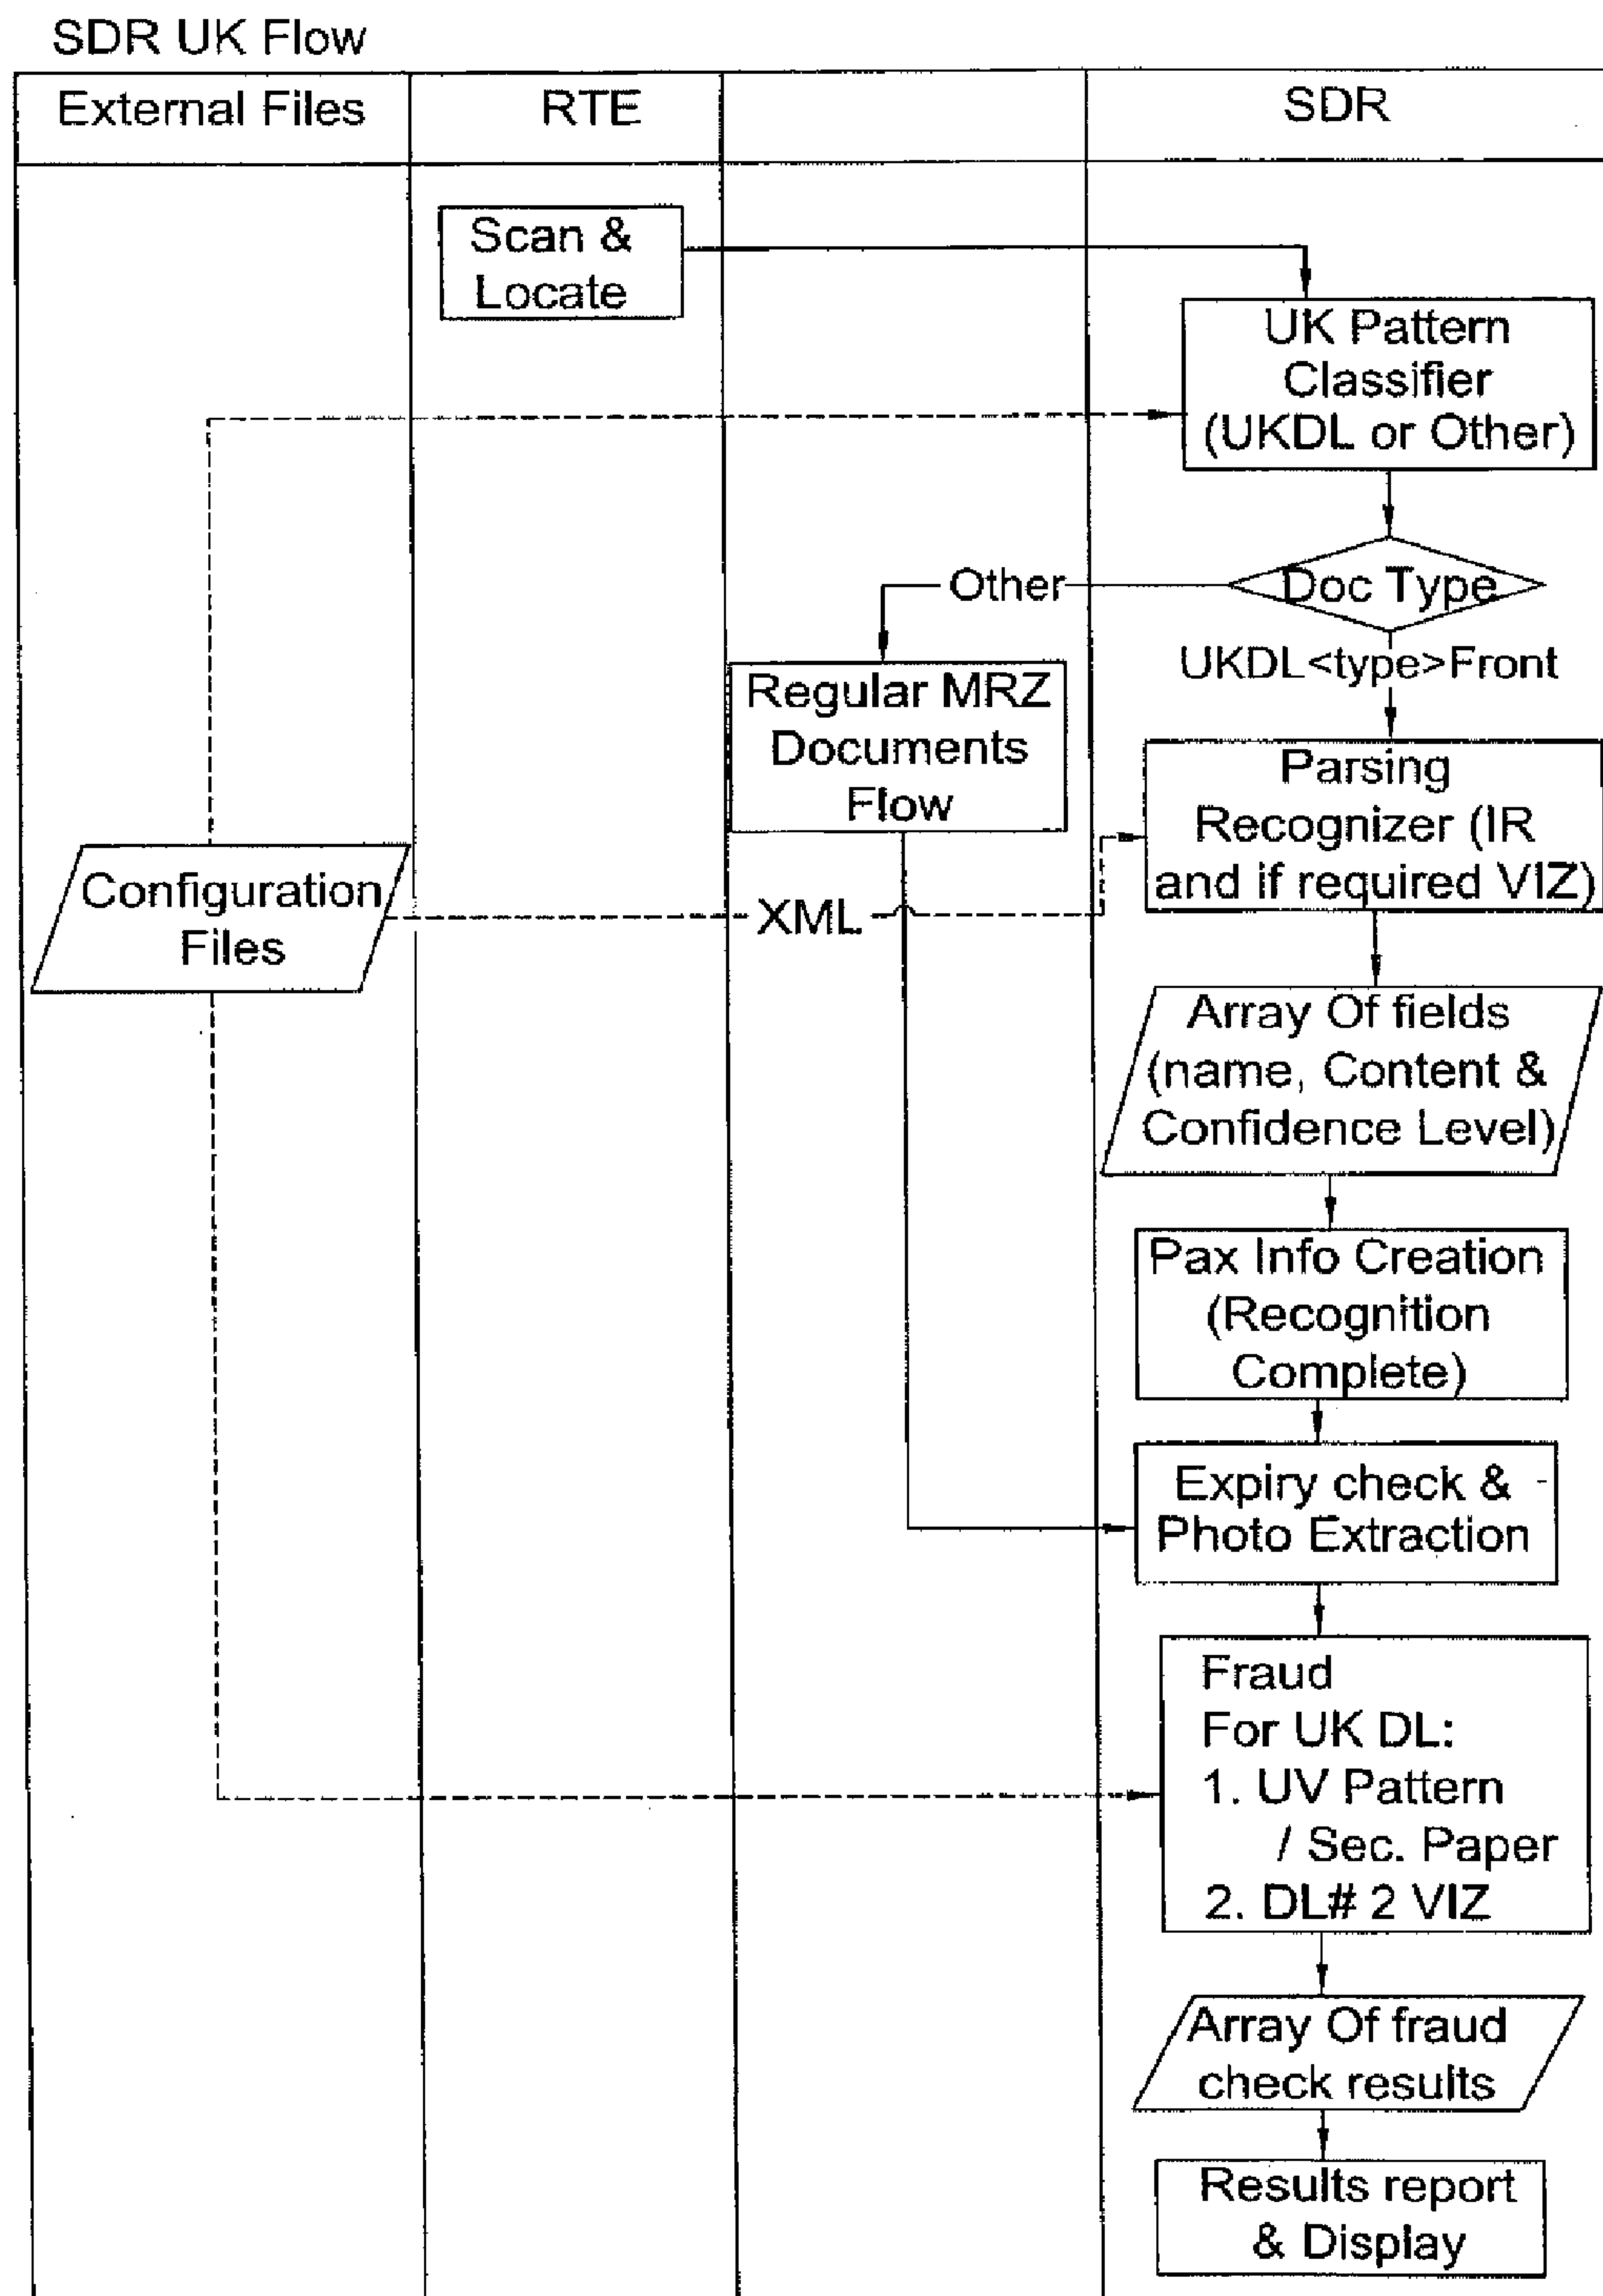 SDR UK Flow
External Files
RTE
SDR
Scan &
Locate
UK Pattern
Classifier
(UKDL or Other)
Doc Type
Other
UKDL<type>Front
Regular MRZ
Documents
Flow
Parsing
Recognizer (IR
and if required VIZ)
Configuration
Files
XML
Array Of fields
(name, Content &
Confidence Level)
Pax Info Creation
(Recognition
Complete)
Expiry check &
Photo Extraction
Fraud
For UK DL:
1. UV Pattern
/ Sec. Paper
2. DL# 2 VIZ
Array Of fraud
check results
Results report
& Display